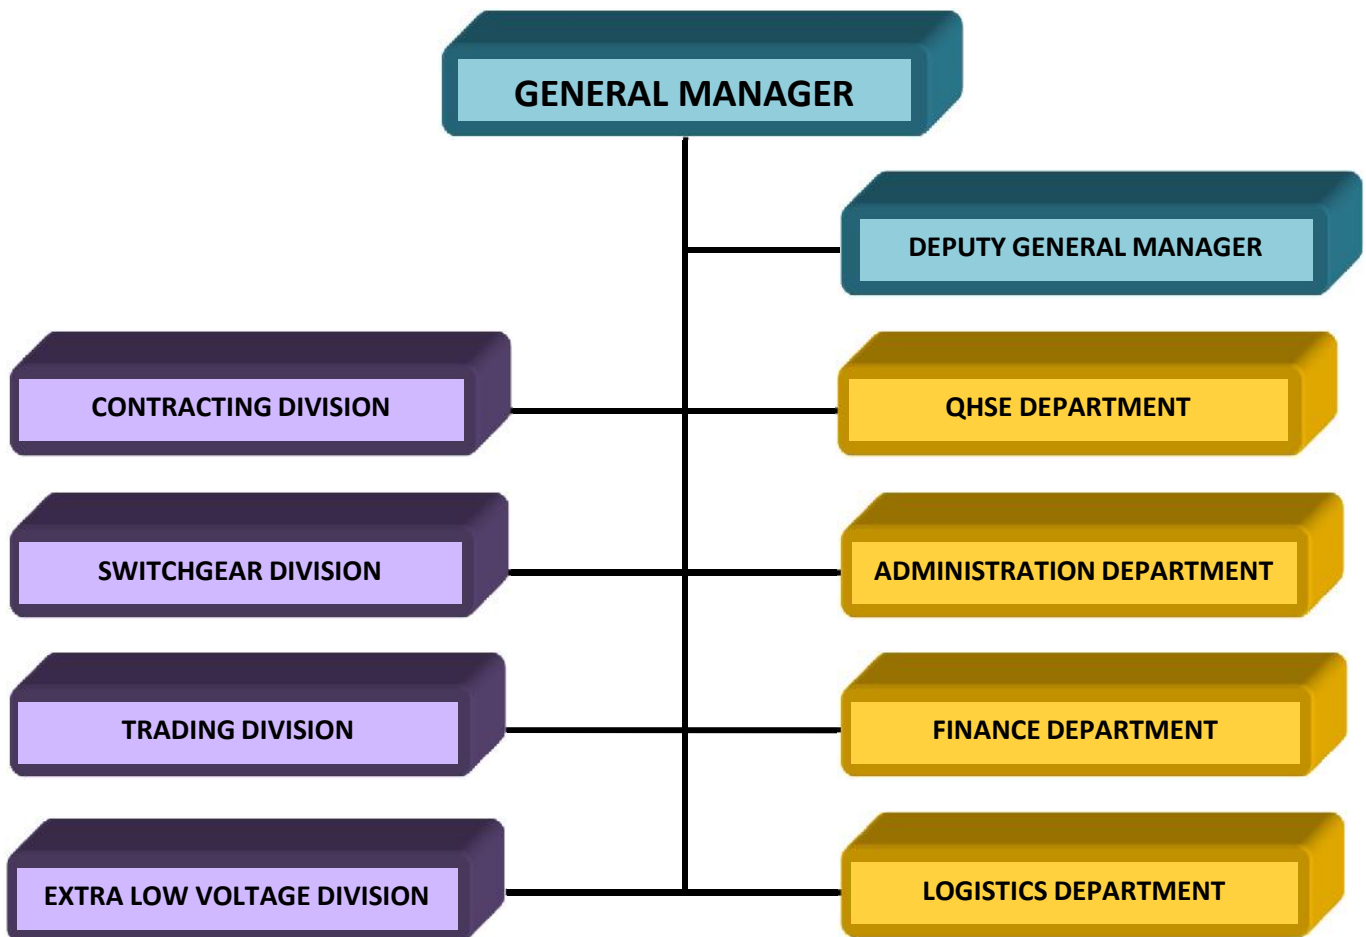 GENERAL MANAGER
DEPUTY GENERAL MANAGER
CONTRACTING DIVISION
QHSE DEPARTMENT
SWITCHGEAR DIVISION
ADMINISTRATION DEPARTMENT
TRADING DIVISION
FINANCE DEPARTMENT
EXTRA LOW VOLTAGE DIVISION
LOGISTICS DEPARTMENT